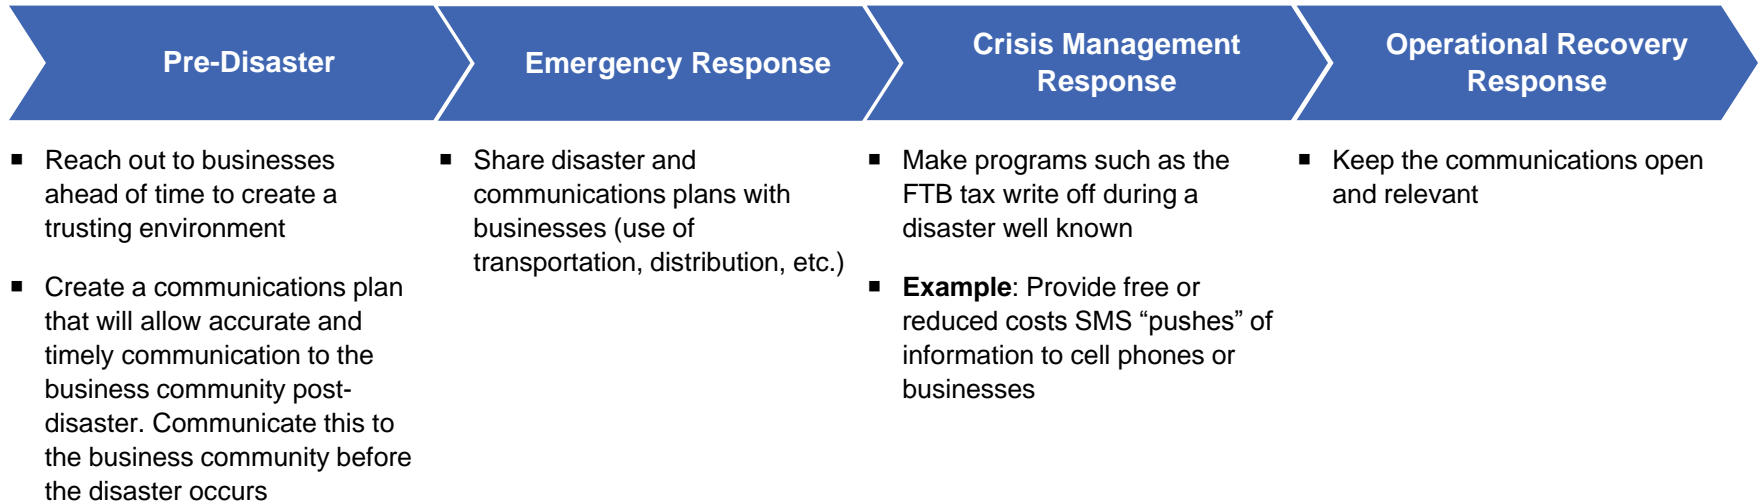 Pre-Disaster
Emergency Response
Crisis Management
Response
Operational Recovery
Response
▪ Reach out to businesses
ahead of time to create a
trusting environment
▪ Create a communications plan
that will allow accurate and
timely communication to the
business community post-
disaster. Communicate this to
the business community before
the disaster occurs
▪ Share disaster and
communications plans with
businesses (use of
transportation, distribution, etc.)
▪ Make programs such as the
FTB tax write off during a
disaster well known
▪ Example: Provide free or
reduced costs SMS “pushes” of
information to cell phones or
businesses
▪ Keep the communications open
and relevant